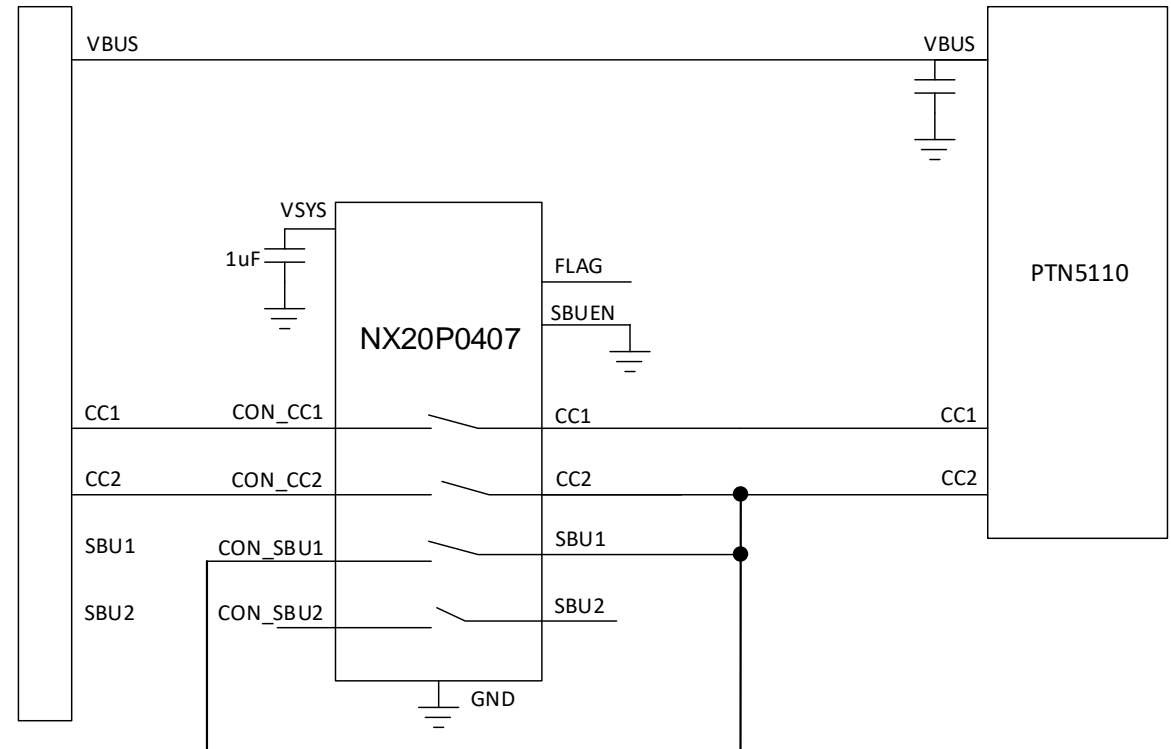 VBUS
VBUS
VSYS
1uF
FLAG
PTN5110
SBUEN
NX20P0407
CC1
CON_CC1
CC1
CC1
CC2
CON_CC2
CC2
CC2
SBU1
CON_SBU1
SBU1
SBU2
CON_SBU2
SBU2
GND